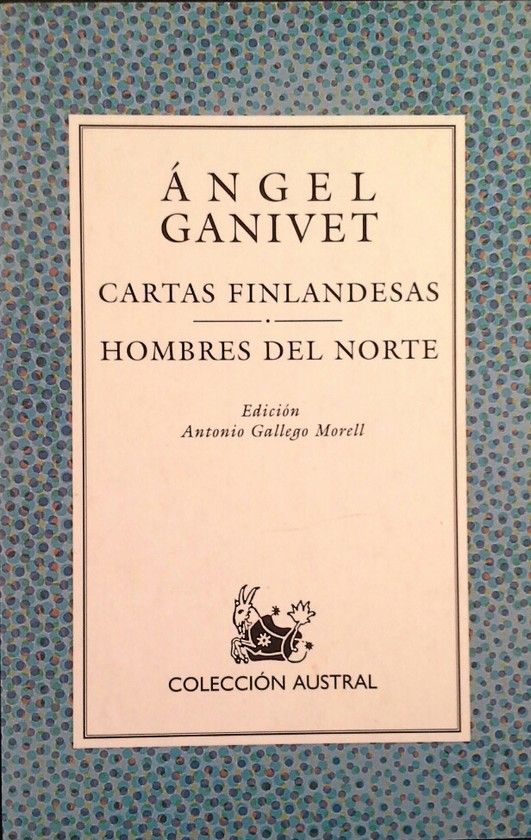 ÁNGEL
GANIVET
CARTAS FINLANDESAS
HOMBRES DEL NORTE
Edición
Antonio Gallego Morell
COLECCIÓN AUSTRAL